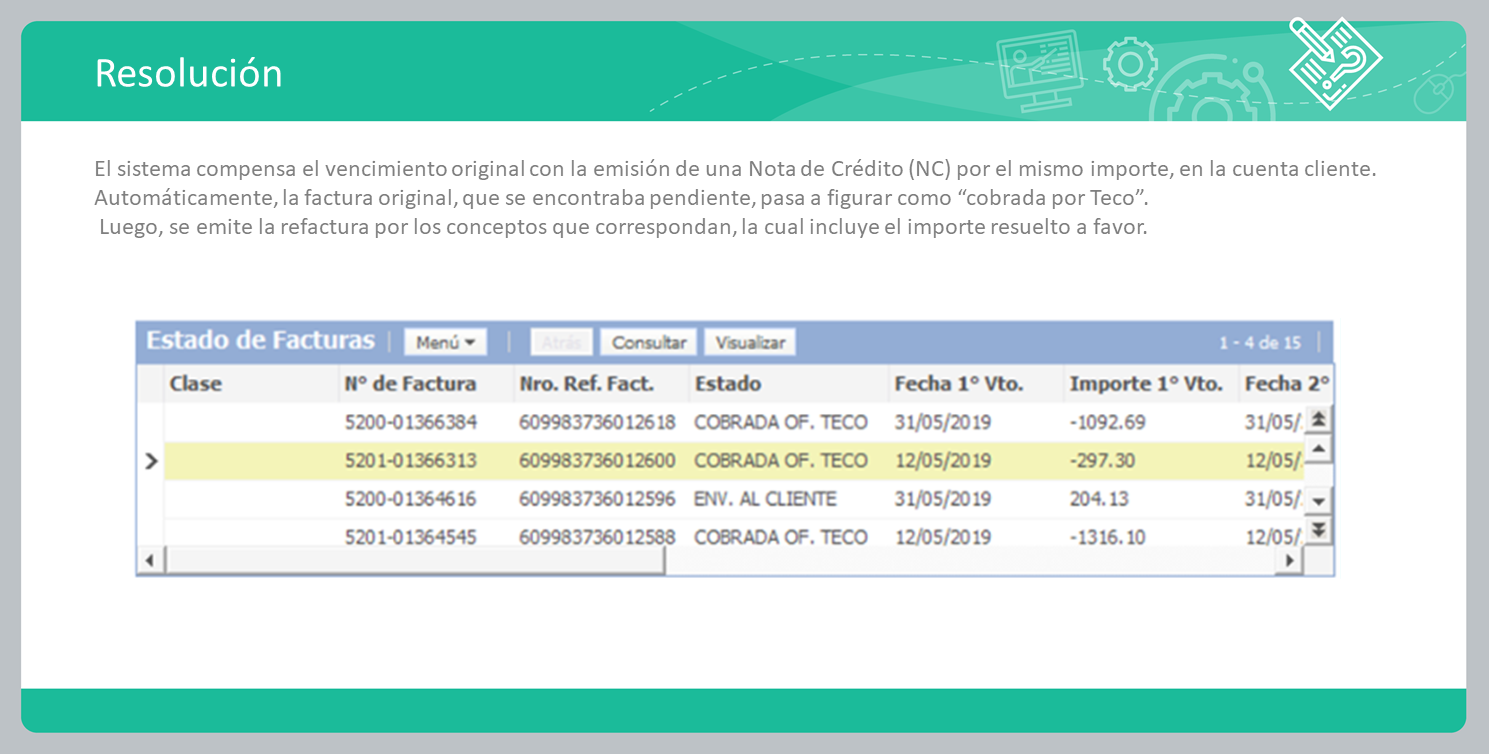 Resolución
El sistema compensa el vencimiento original con la emisión de una Nota de Crédito (NC) por el mismo importe, en la cuenta cliente.
Automáticamente, la factura original, que se encontraba pendiente, pasa a figurar como “cobrada por Teco”.
Luego, se emite la refactura por los conceptos que correspondan, la cual incluye el importe resuelto a favor.
Estado de Facturas Menú Atrás Consultar Visualizar 1 - 4 de 15
Clase N° de Factura Nro. Ref. Fact. Estado Fecha 1° Vto. Importe 1° Vto. Fecha 2°
5200-01366384 609983736012618 COBRADA OF. TECO 31/05/2019 -1092.69 31/05/
5201-01366313 609983736012600 COBRADA OF. TECO 12/05/2019 -297.30 12/05/
5200-01364616 609983736012596 ENV. AL CLIENTE 31/05/2019 204.13 31/05/
5201-01364545 609983736012588 COBRADA OF. TECO 12/05/2019 -1316.10 12/05/